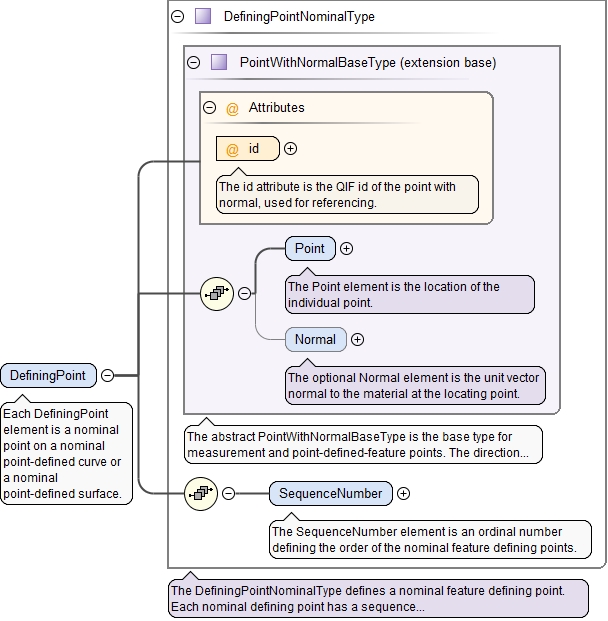 DefiningPointNominalType
PointWithNormalBaseType (extension base)
@ Attributes
@ id
The id attribute is the QIF id of the point with
normal, used for referencing.
Point
The Point element is the location of the
individual point.
Normal
The optional Normal element is the unit vector
normal to the material at the locating point.
DefiningPoint
Each DefiningPoint
element is a nominal
point on a nominal
point-defined curve or
a nominal
point-defined surface.
The abstract PointWithNormalBaseType is the base type for
measurement and point-defined-feature points. The direction...
SequenceNumber
The SequenceNumber element is an ordinal number
defining the order of the nominal feature defining points.
The DefiningPointNominalType defines a nominal feature defining point.
Each nominal defining point has a sequence...